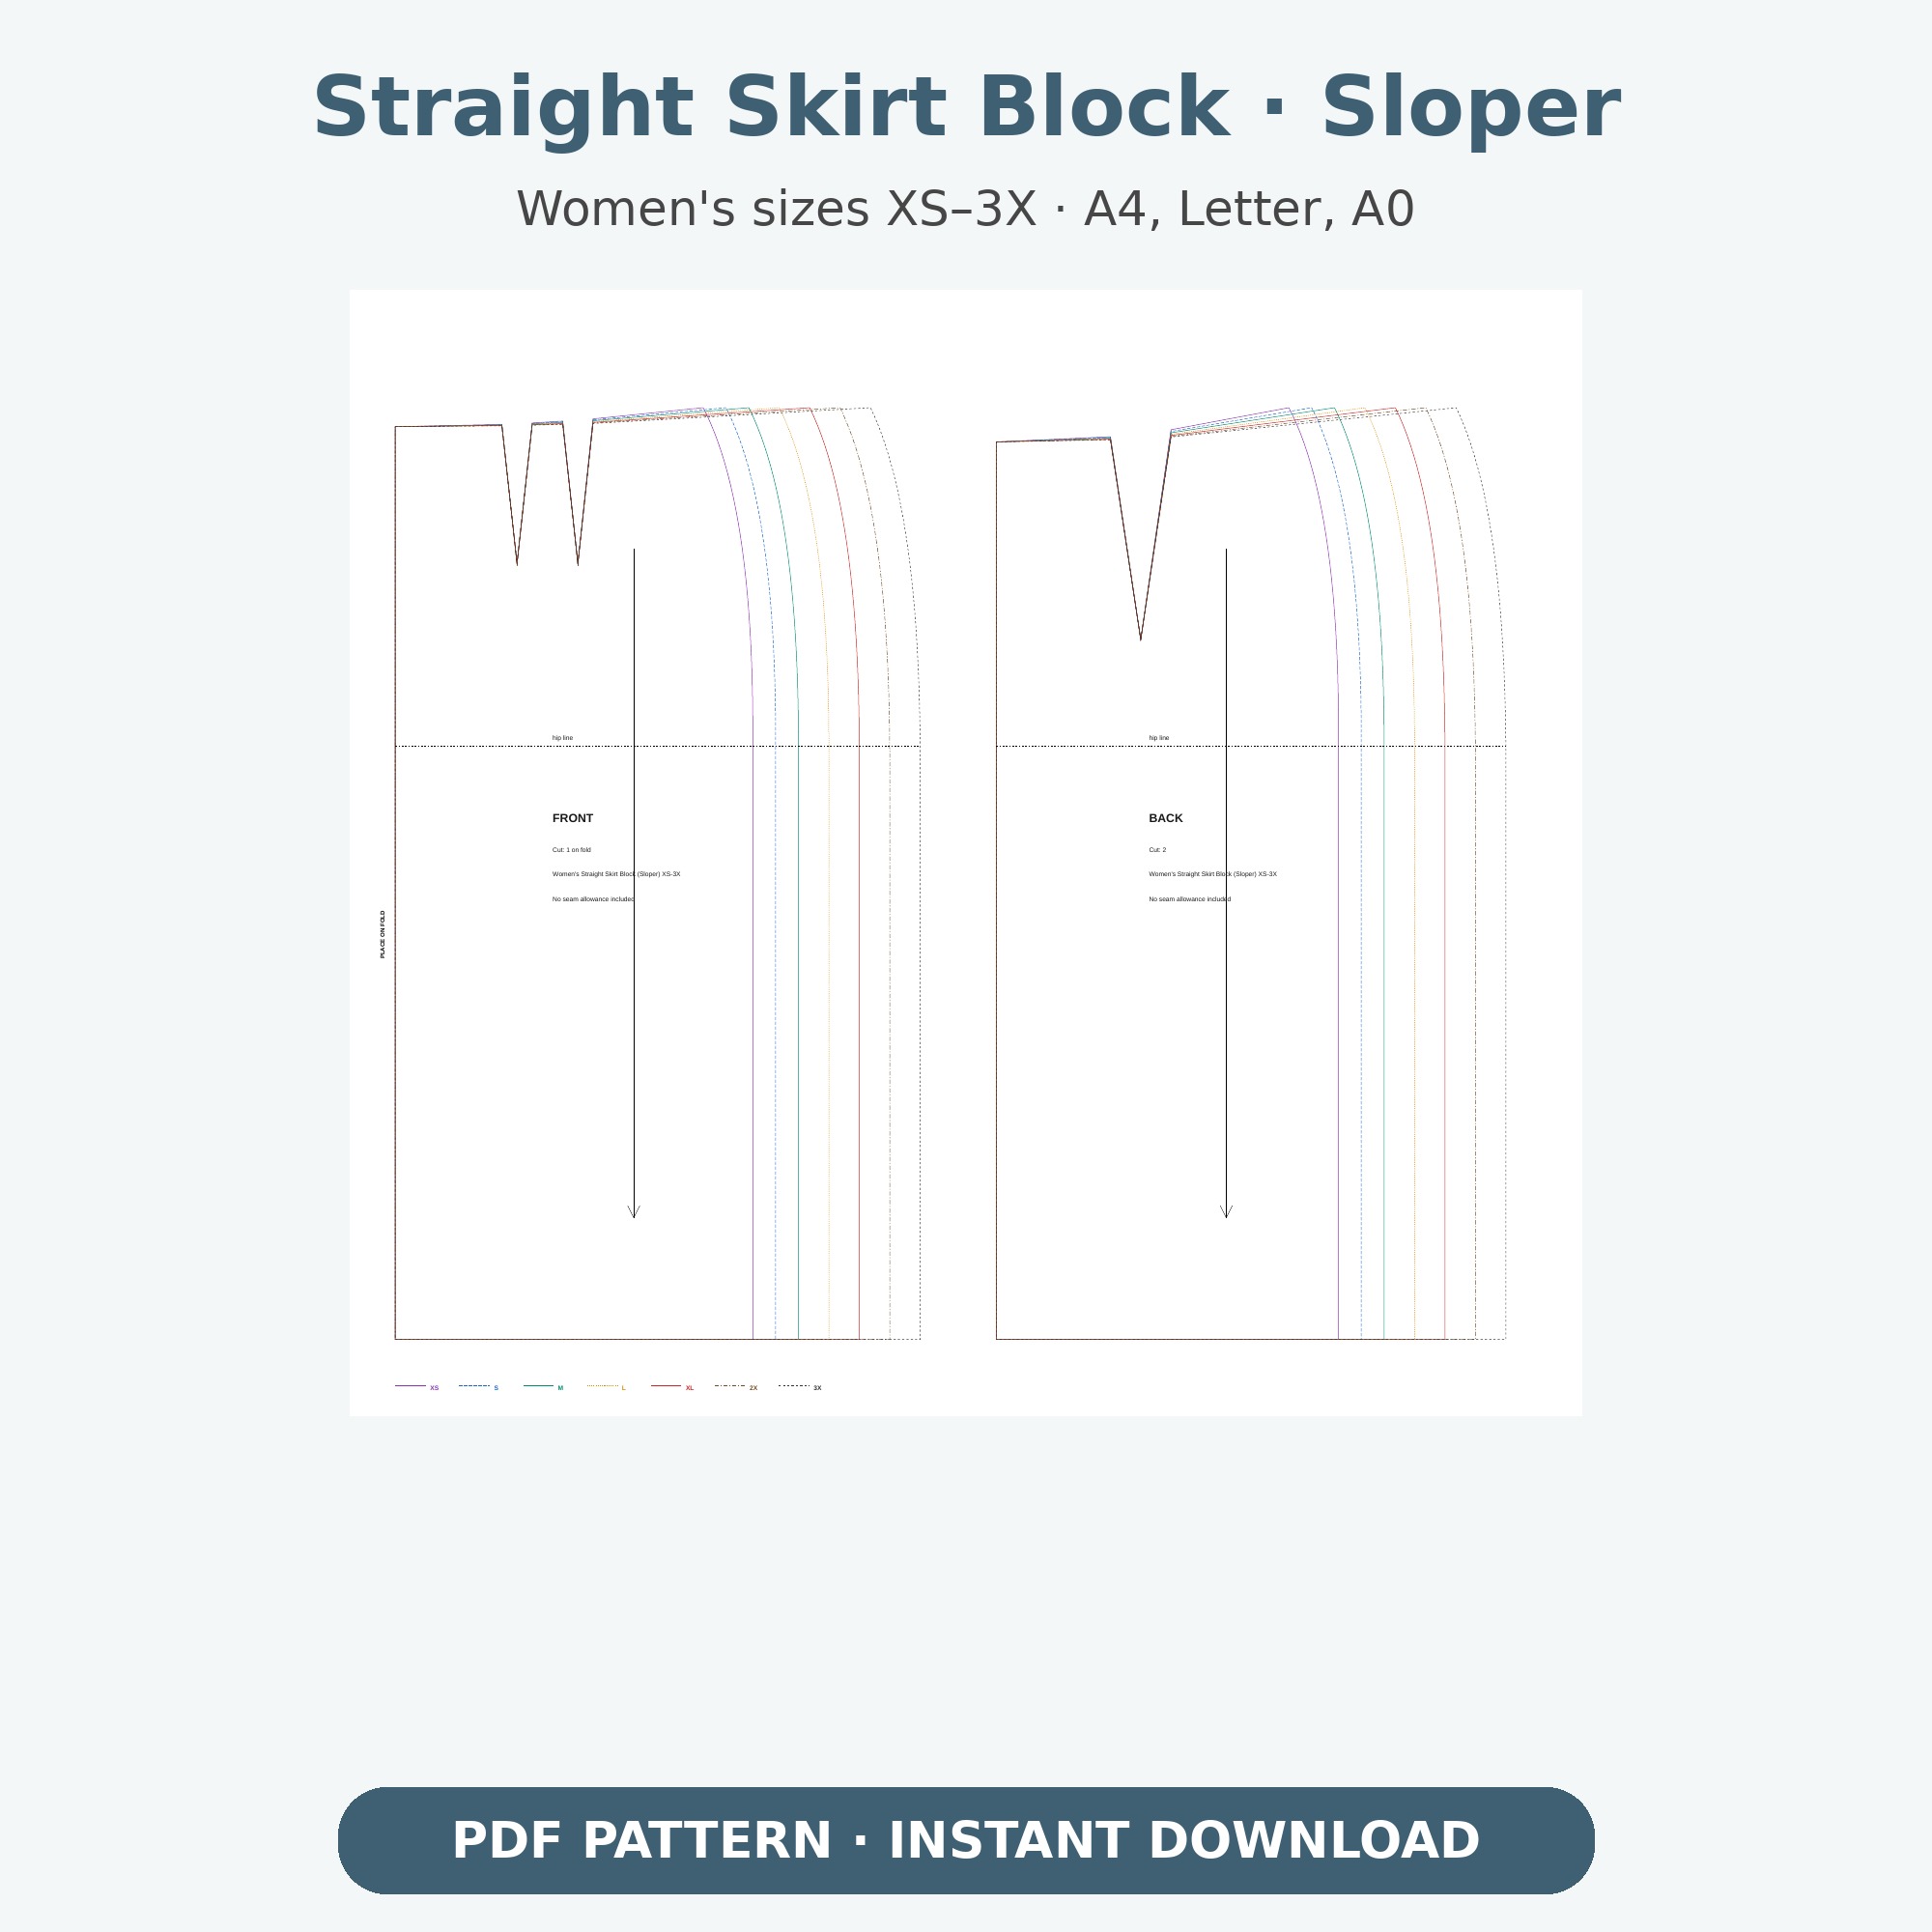 Straight Skirt Block · Sloper
Women's sizes XS–3X · A4, Letter, A0
hip line
FRONT
Cut: 1 on fold
Women's Straight Skirt Block (Sloper) XS-3X
No seam allowance included
PLACE ON FOLD
hip line
BACK
Cut: 2
Women's Straight Skirt Block (Sloper) XS-3X
No seam allowance included
XS S M L XL 2X 3X
PDF PATTERN · INSTANT DOWNLOAD